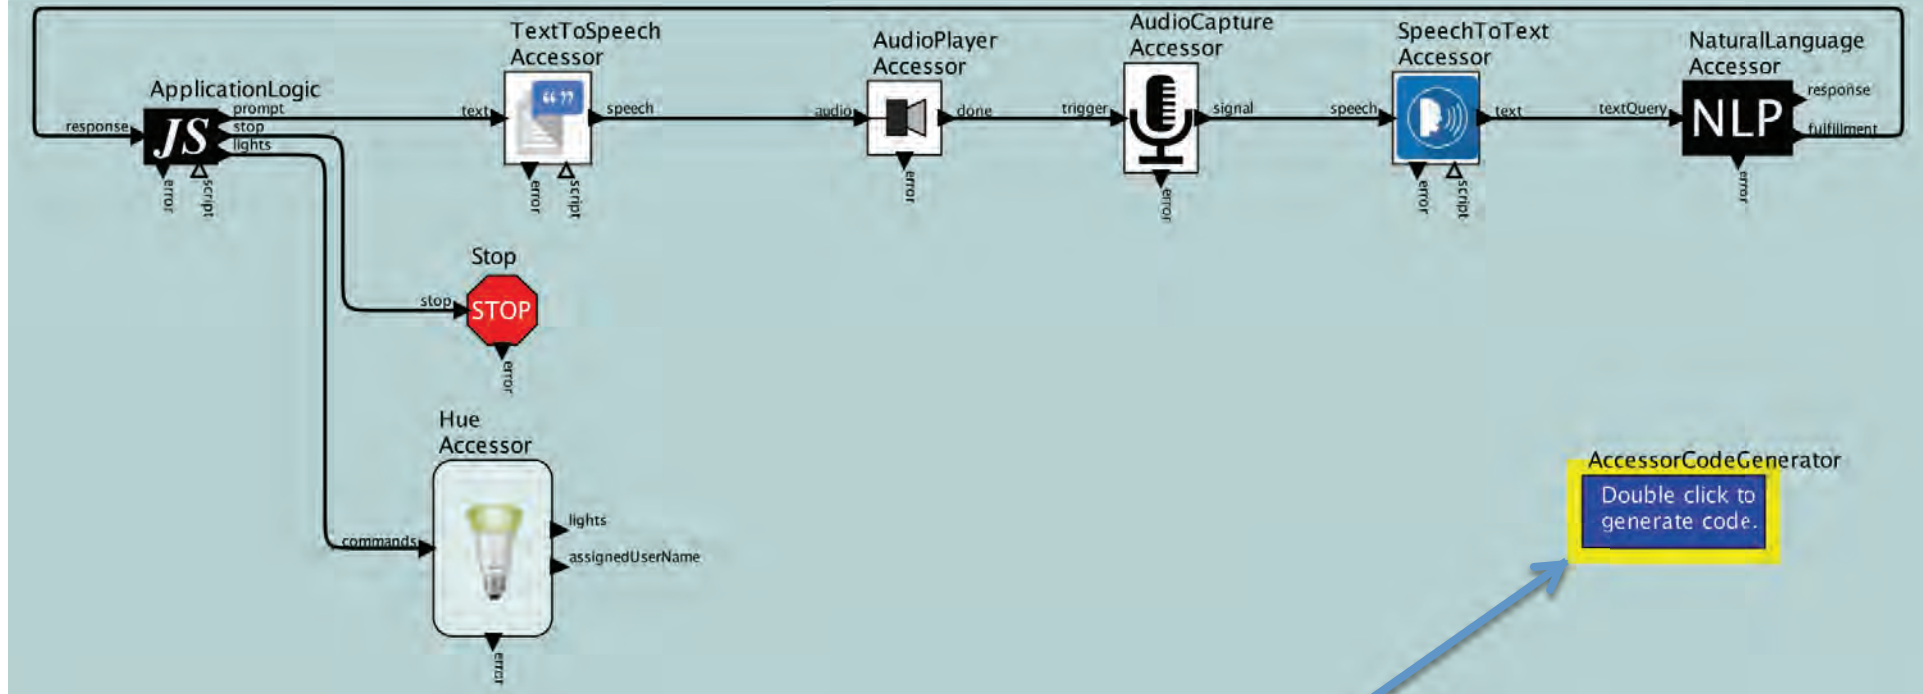 TextToSpeech
Accessor
AudioPlayer
Accessor
AudioCapture
Accessor
SpeechToText
Accessor
NaturalLanguage
Accessor
ApplicationLogic
response
JS
prompt
stop
lights
error
script
text
“ ”
speech
error
script
audio
done
error
trigger
signal
error
speech
text
error
script
textQuery
NLP
response
fulfillment
error
Stop
stop
STOP
error
Hue
Accessor
commands
lights
assignedUserName
error
AccessorCodeGenerator
Double click to
generate code.